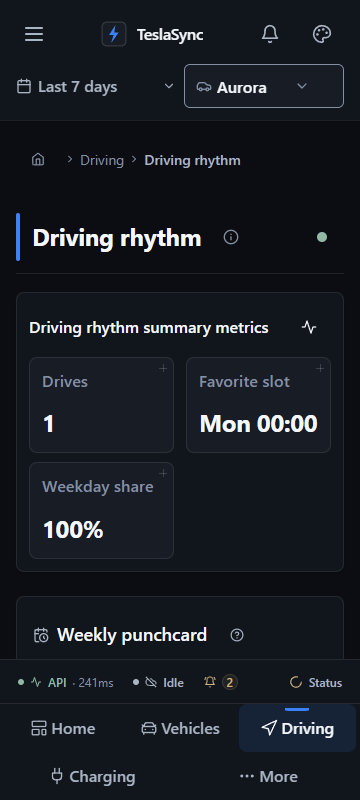 TeslaSync
Last 7 days
Aurora
Driving
Driving rhythm
Driving rhythm
Driving rhythm summary metrics
Drives
1
Favorite slot
Mon 00:00
Weekday share
100%
Weekly punchcard
API · 241ms
Idle
2
Status
Home
Vehicles
Driving
Charging
More